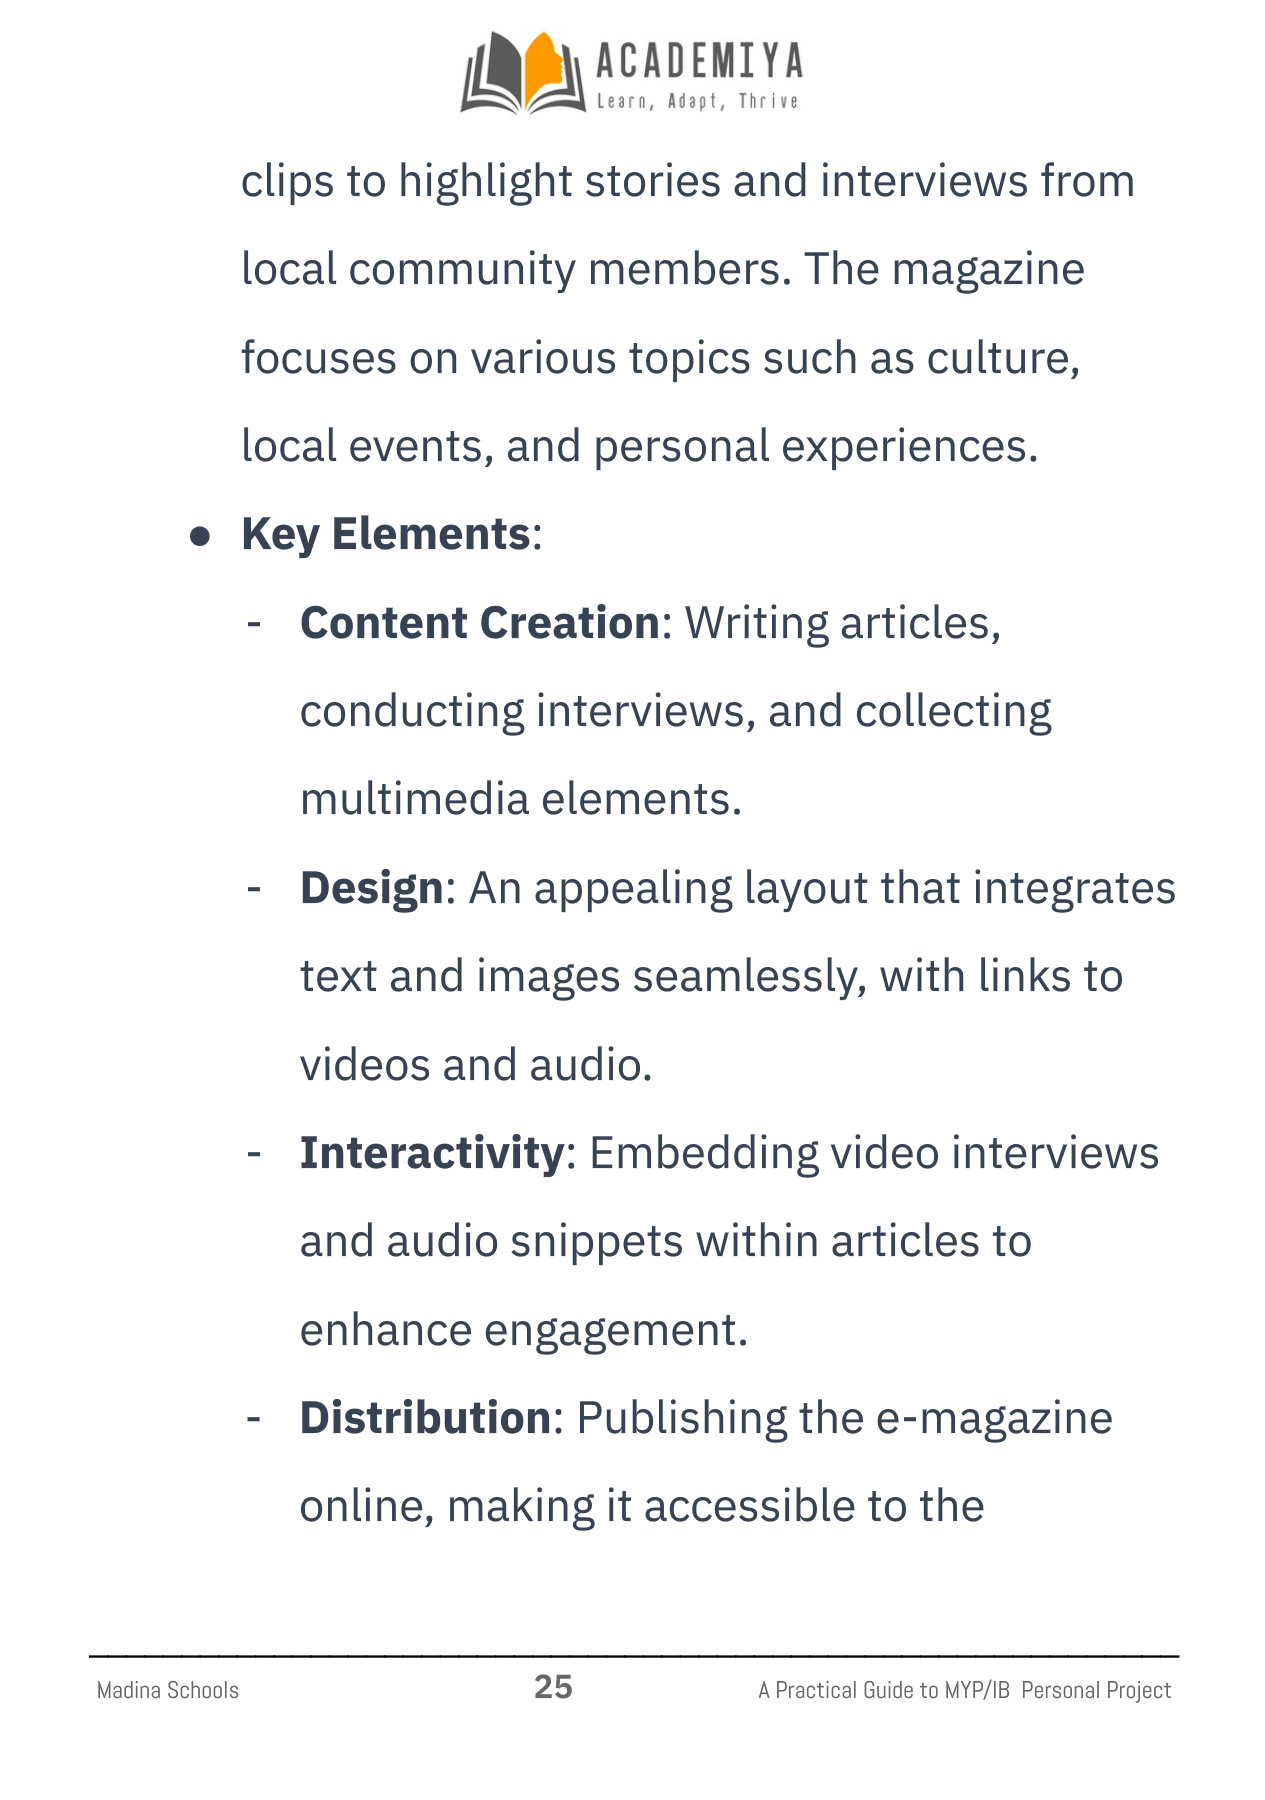 ACADEMIYA
Learn, Adapt, Thrive
clips to highlight stories and interviews from
local community members. The magazine
focuses on various topics such as culture,
local events, and personal experiences.
● Key Elements:
- Content Creation: Writing articles,
conducting interviews, and collecting
multimedia elements.
- Design: An appealing layout that integrates
text and images seamlessly, with links to
videos and audio.
- Interactivity: Embedding video interviews
and audio snippets within articles to
enhance engagement.
- Distribution: Publishing the e-magazine
online, making it accessible to the
Madina Schools 25 A Practical Guide to MYP/IB Personal Project